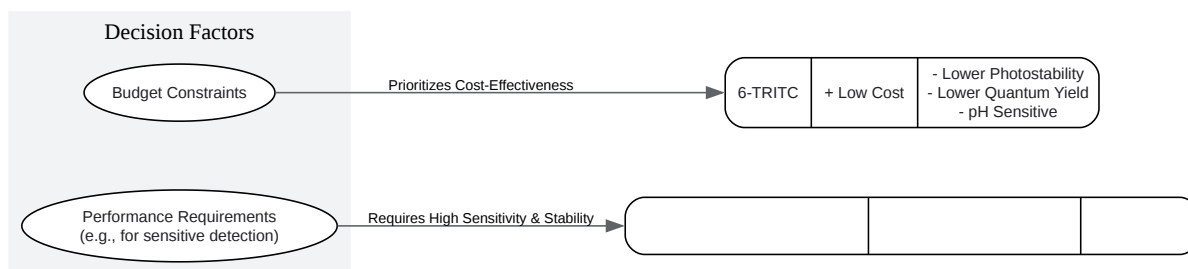 Decision Factors
Budget Constraints
Prioritizes Cost-Effectiveness
6-TRITC
+ Low Cost
- Lower Photostability
- Lower Quantum Yield
- pH Sensitive
Performance Requirements
(e.g., for sensitive detection)
Requires High Sensitivity & Stability